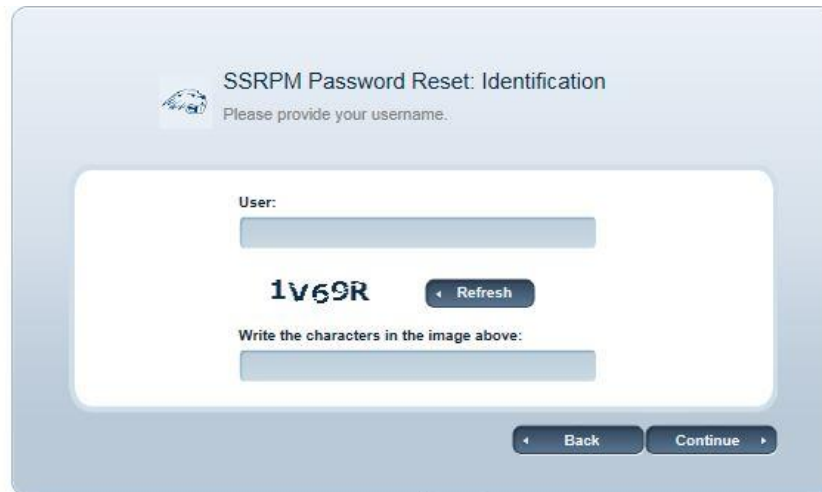 SSRPM Password Reset: Identification
Please provide your username.
User:
1V69R
Refresh
Write the characters in the image above:
Back
Continue